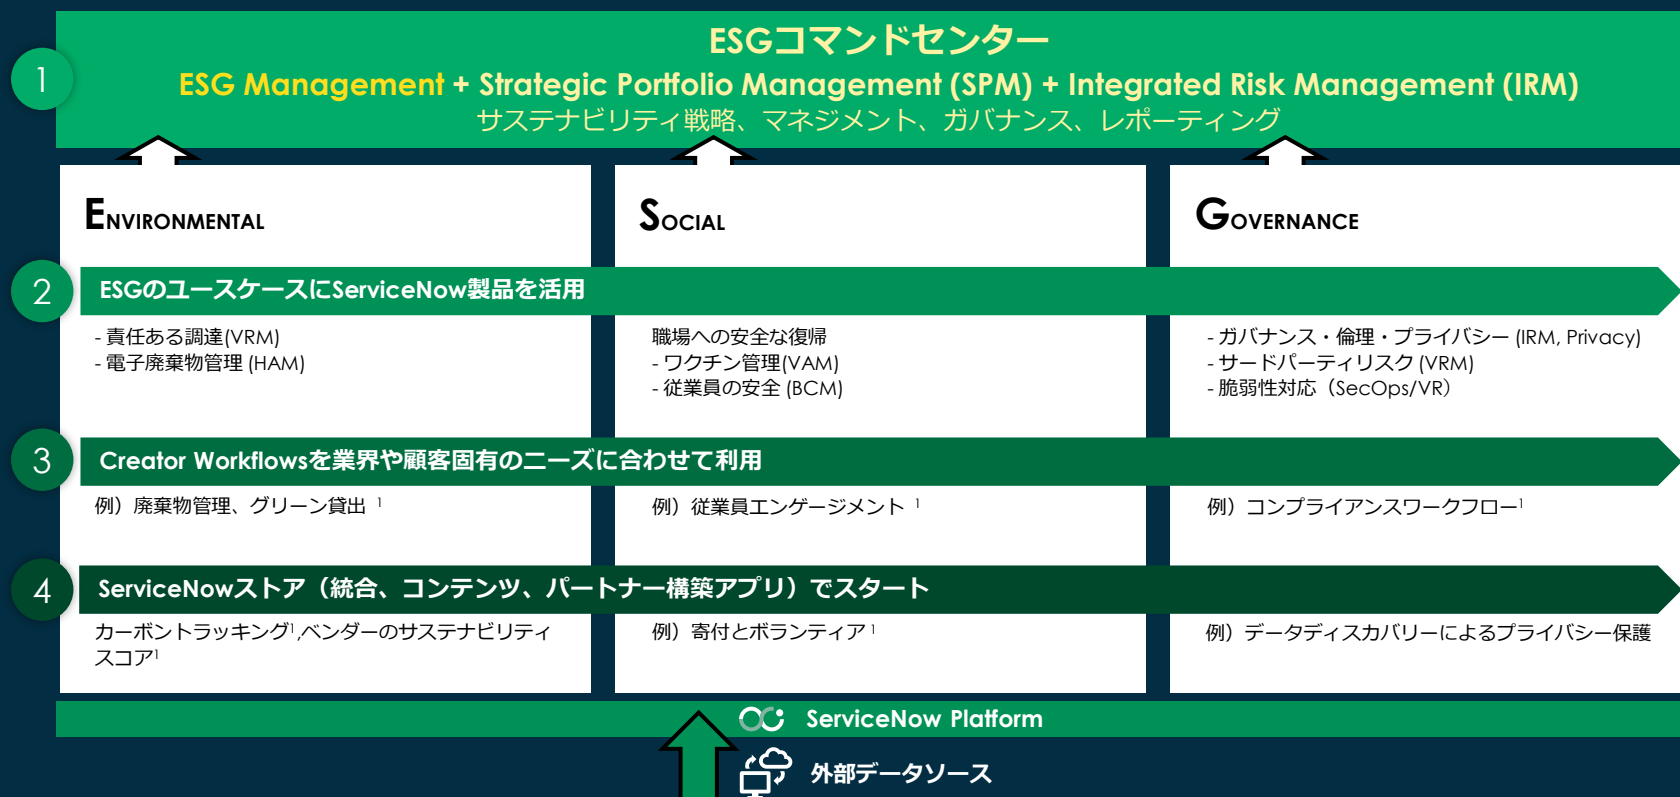 ESGコマンドセンター
1
ESG Management + Strategic Portfolio Management (SPM) + Integrated Risk Management (IRM)
サステナビリティ戦略、マネジメント、ガバナンス、レポーティング
ENVIRONMENTAL
SOCIAL
GOVERNANCE
2
ESGのユースケースにServiceNow製品を活用
- 責任ある調達(VRM)
- 電子廃棄物管理 (HAM)
職場への安全な復帰
- ワクチン管理(VAM)
- 従業員の安全 (BCM)
- ガバナンス・倫理・プライバシー (IRM, Privacy)
- サードパーティリスク (VRM)
- 脆弱性対応（SecOps/VR）
3
Creator Workflowsを業界や顧客固有のニーズに合わせて利用
例）廃棄物管理、グリーン貸出 1
例）従業員エンゲージメント 1
例）コンプライアンスワークフロー1
4
ServiceNowストア（統合、コンテンツ、パートナー構築アプリ）でスタート
カーボントラッキング1,ベンダーのサステナビリティ
スコア1
例）寄付とボランティア 1
例）データディスカバリーによるプライバシー保護
ServiceNow Platform
外部データソース